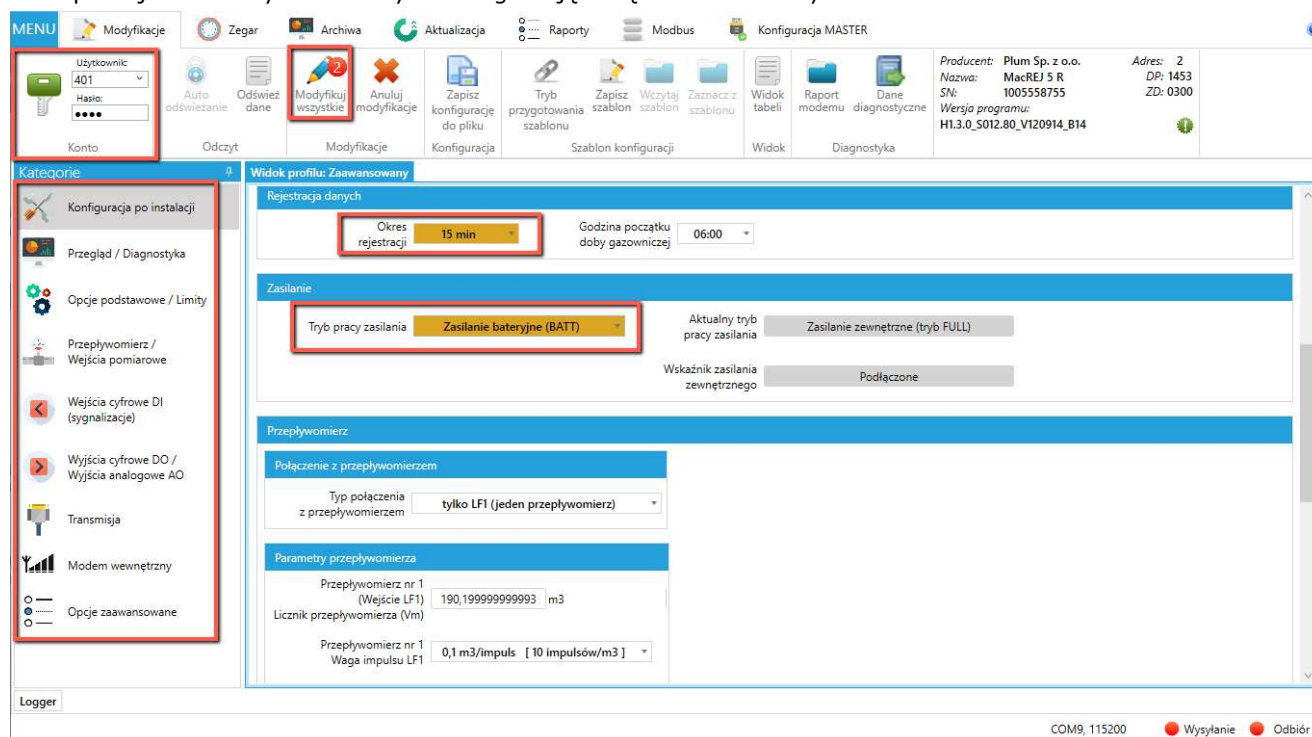 MENU Modyfikacje Zegar Archiwa Aktualizacja Raporty Modbus Konfiguracja MASTER
Użytkownik:
401
Hasło:
●●●●
Konto
Auto
odświeżanie
Odśwież
dane
Odczyt
2
Modyfikuj
wszystkie
Anuluj
modyfikacje
Modyfikacje
Zapisz
konfigurację
do pliku
Konfiguracja
Tryb
przygotowania
szablonu
Zapisz
szablon
Wczytaj
szablon
Zaznacz z
szablonu
Szablon konfiguracji
Widok
tabeli
Widok
Raport
modemu
Dane
diagnostyczne
Diagnostyka
Producent: Plum Sp. z o.o. Adres: 2
Nazwa: MacREJ 5 R DP: 1453
SN: 1005558755 ZD: 0300
Wersja programu:
H1.3.0_S012.80_V120914_B14
Kategorie
Konfiguracja po instalacji
Przegląd / Diagnostyka
Opcje podstawowe / Limity
Przepływomierz /
Wejścia pomiarowe
Wejścia cyfrowe DI
(sygnalizacje)
Wyjścia cyfrowe DO /
Wyjścia analogowe AO
Transmisja
Modem wewnętrzny
Opcje zaawansowane
Widok profilu: Zaawansowany
Rejestracja danych
Okres
rejestracji
15 min
Godzina początku
doby gazowniczej
06:00
Zasilanie
Tryb pracy zasilania
Zasilanie bateryjne (BATT)
Aktualny tryb
pracy zasilania
Zasilanie zewnętrzne (tryb FULL)
Wskaźnik zasilania
zewnętrznego
Podłączone
Przepływomierz
Połączenie z przepływomierzem
Typ połączenia
z przepływomierzem
tylko LF1 (jeden przepływomierz)
Parametry przepływomierza
Przepływomierz nr 1
(Wejście LF1)
Licznik przepływomierza (Vm)
190,199999999993 m3
Przepływomierz nr 1
Waga impulsu LF1
0,1 m3/impuls [ 10 impulsów/m3 ]
Logger
COM9, 115200 Wysyłanie Odbiór